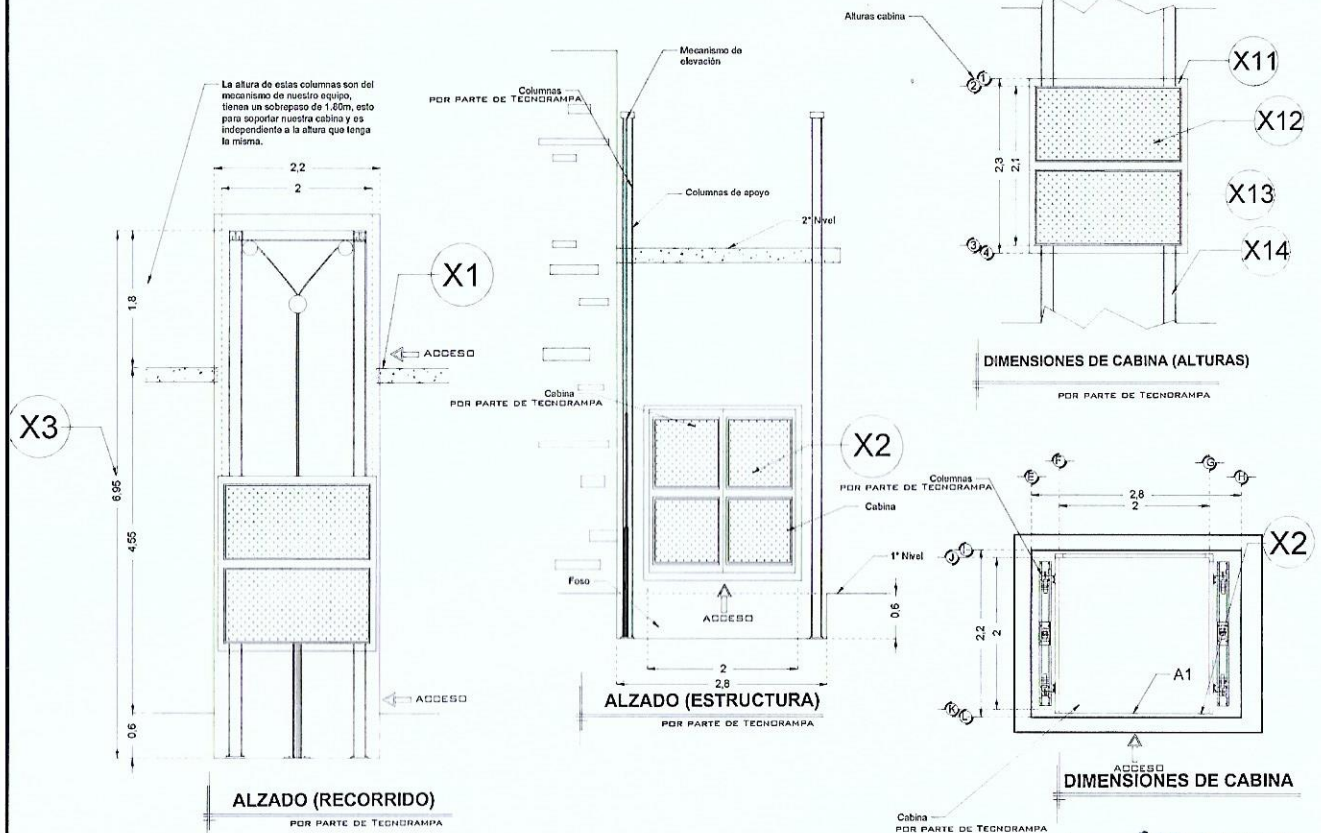 La altura de estas columnas son del
mecanismo de nuestro equipo,
tienen un sobrepaso de 1.80m, esto
para soportar nuestra cabina y es
independiente a la altura que tenga
la misma.
2,2
2
1,8
X1
ACCESO
X3
6,95
4,55
ACCESO
0,6
ALZADO (RECORRIDO)
POR PARTE DE TECNORAMPA
Mecanismo de
elevación
Columnas
POR PARTE DE TECNORAMPA
Columnas de apoyo
2° Nivel
Cabina
POR PARTE DE TECNORAMPA
X2
Cabina
1° Nivel
Foso
ACCESO
0,6
2
2,8
ALZADO (ESTRUCTURA)
POR PARTE DE TECNORAMPA
Alturas cabina
1
2
X11
X12
2,3
2,1
X13
3
4
X14
DIMENSIONES DE CABINA (ALTURAS)
POR PARTE DE TECNORAMPA
Columnas
POR PARTE DE TECNORAMPA
E
F
G
H
2,8
2
X2
J
I
2,2
2
A1
K
L
ACCESO
DIMENSIONES DE CABINA
Cabina
POR PARTE DE TECNORAMPA